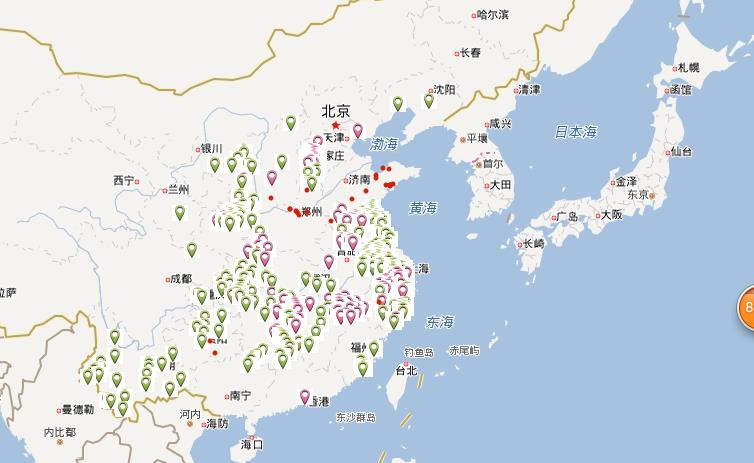 哈尔滨
长春
札幌
沈阳
清津
函馆
北京
咸兴
天津
渤海
平壤
日本海
银川
家庄
首尔
仙台
西宁
济南
兰州
大田
金泽
东京
郑州
黄海
广岛
大阪
长崎
上海
拉萨
成都
东海
福州
钓鱼岛
赤尾屿
台北
南宁
香港
曼德勒
河内
海防
东沙群岛
内比都
海口
8